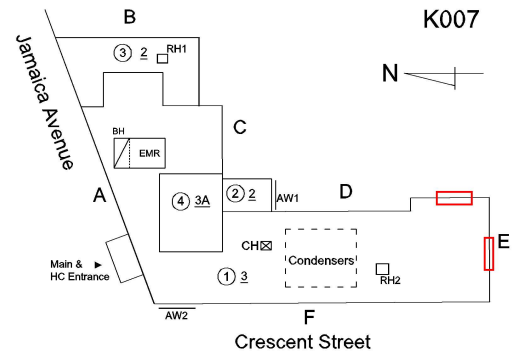 K007
B
3 2 RH1
Jamaica Avenue
N
BH
EMR
C
A
4 3A
2 2
AW1
D
E
CH
Condensers
Main &
HC Entrance
1 3
RH2
AW2
F
Crescent Street